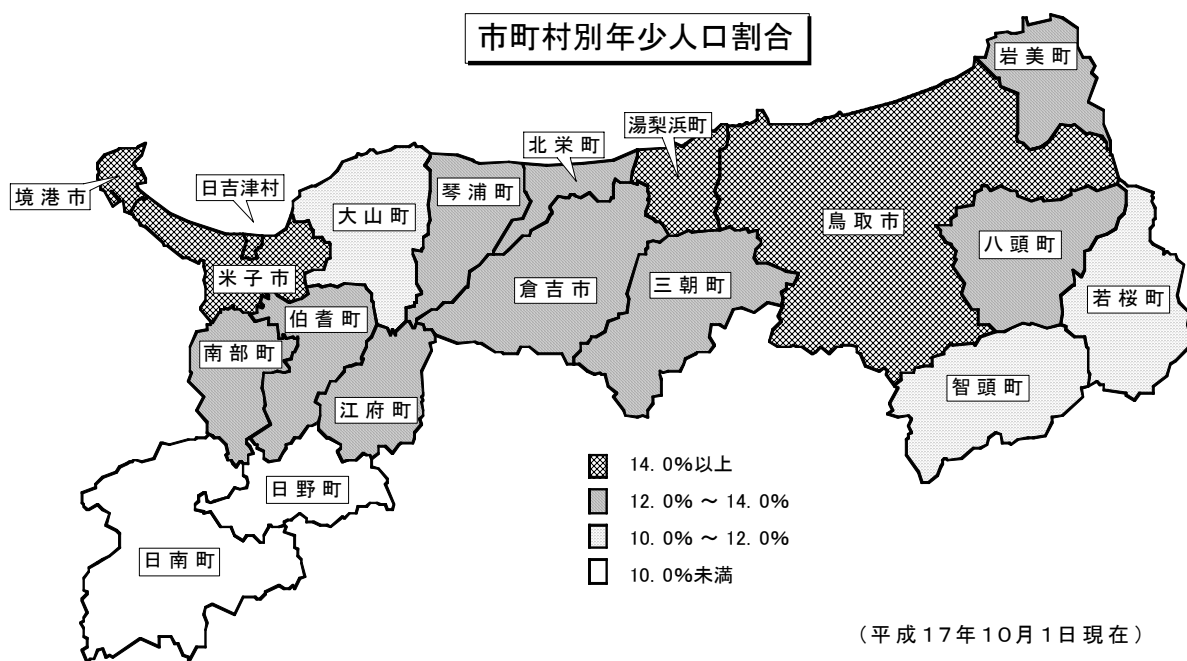 市町村別年少人口割合
岩美町
湯梨浜町
北栄町
境港市
日吉津村
琴浦町
大山町
鳥取市
八頭町
米子市
倉吉市
三朝町
若桜町
伯耆町
南部町
智頭町
江府町
14.0%以上
日野町
12.0% ～ 14.0%
10.0% ～ 12.0%
日南町
10.0%未満
（平成17年10月1日現在）